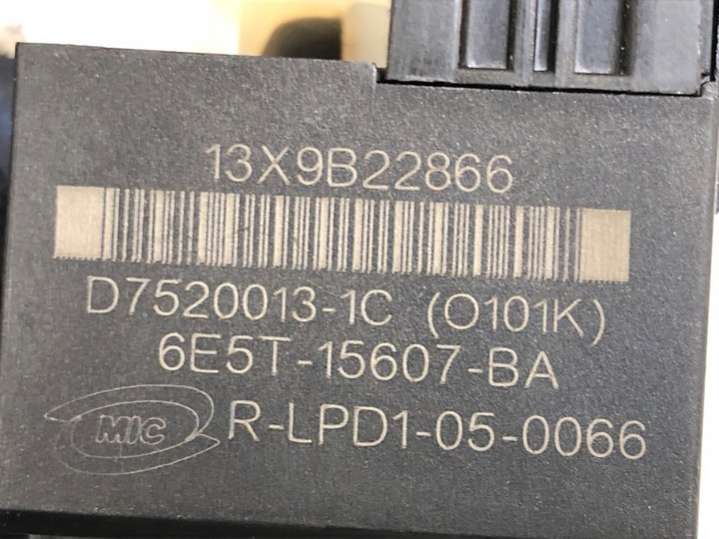 13X9B22866
D7520013-1C (O101K)
6E5T-15607-BA
MIC R-LPD1-05-0066